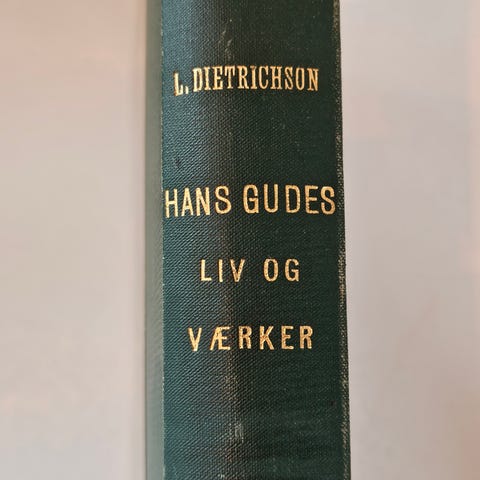 L. DIETRICHSON
HANS GUDES
LIV OG
VÆRKER